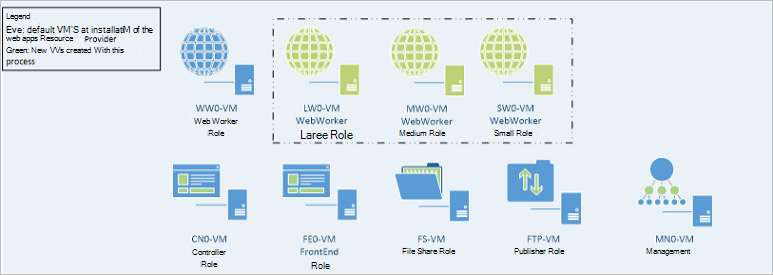 Legend
Eve: default VM'S at installatiM of the
web apps Resource Provider
Green: New VVs created With this
process
WW0-VM
Web Worker
Role
LW0-VM
WebWorker
Laree Role
MW0-VM
WebWorker
Medium Role
SW0-VM
WebWorker
Small Role
CN0-VM
Controller
Role
FE0-VM
FrontEnd
Role
FS-VM
File Share Role
FTP-VM
Publisher Role
MN0-VM
Management